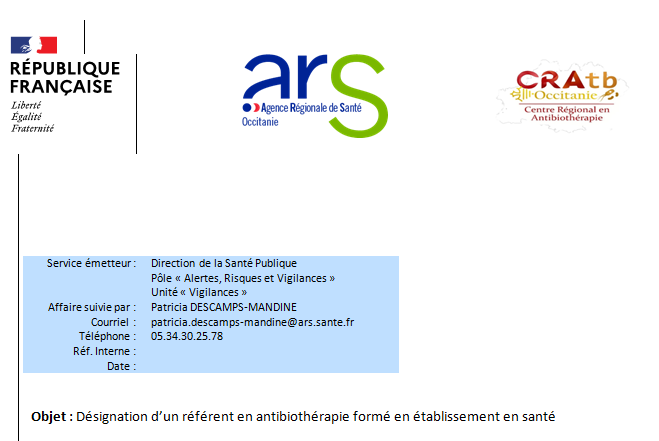 RÉPUBLIQUE
FRANÇAISE
Liberté
Égalité
Fraternité
ars
Agence Régionale de Santé
Occitanie
CRAtb
Occitanie
Centre Régional en
Antibiothérapie
Service émetteur : Direction de la Santé Publique
Pôle « Alertes, Risques et Vigilances »
Unité « Vigilances »
Affaire suivie par : Patricia DESCAMPS-MANDINE
Courriel : patricia.descamps-mandine@ars.sante.fr
Téléphone : 05.34.30.25.78
Réf. Interne :
Date :
Objet : Désignation d’un référent en antibiothérapie formé en établissement en santé